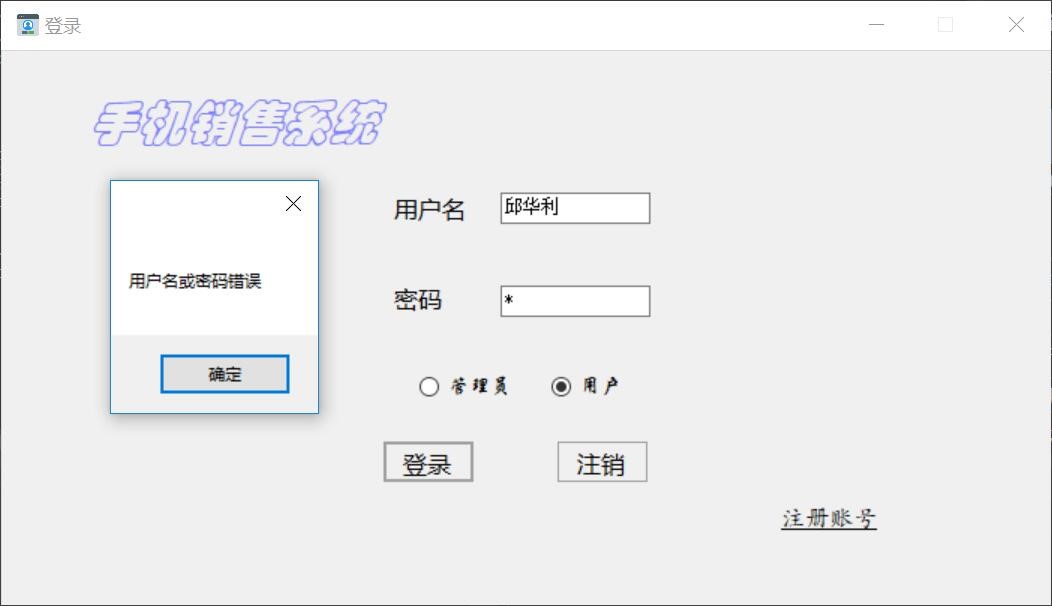 登录
手机销售系统
用户名 邱华利
用户名或密码错误
密码 *
确定
管理员 用户
登录 注销
注册账号